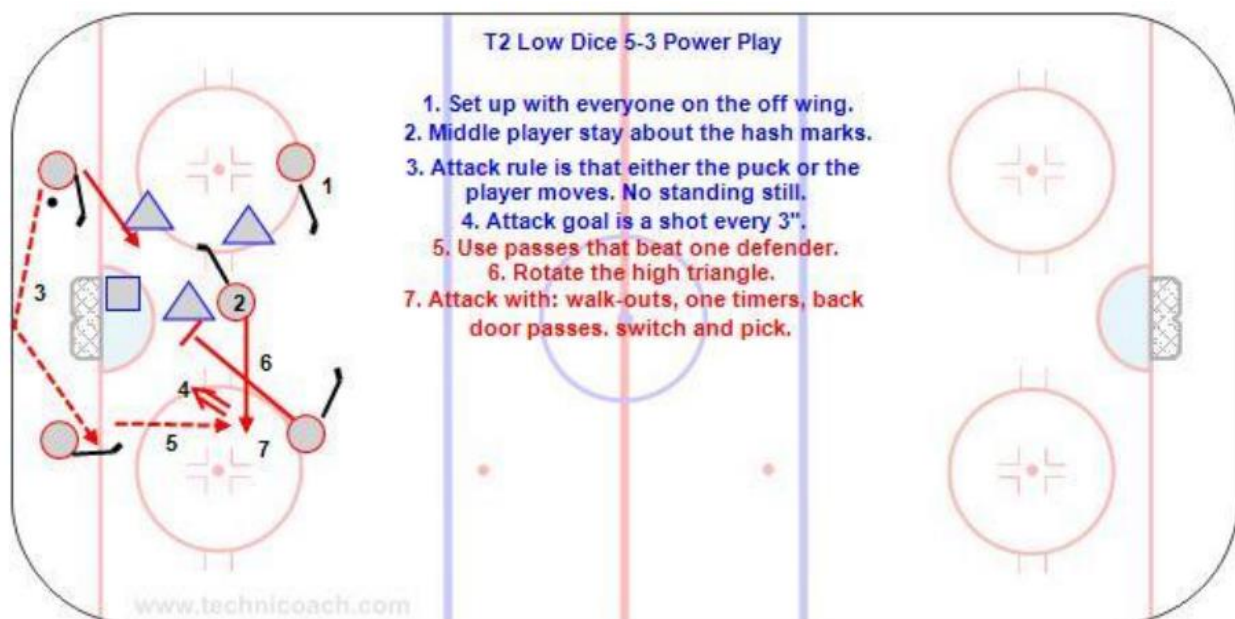 T2 Low Dice 5-3 Power Play
1. Set up with everyone on the off wing.
2. Middle player stay about the hash marks.
3. Attack rule is that either the puck or the
player moves. No standing still.
4. Attack goal is a shot every 3".
5. Use passes that beat one defender.
6. Rotate the high triangle.
7. Attack with: walk-outs, one timers, back
door passes. switch and pick.
1
3
2
6
4
5
7
www.technicoach.com